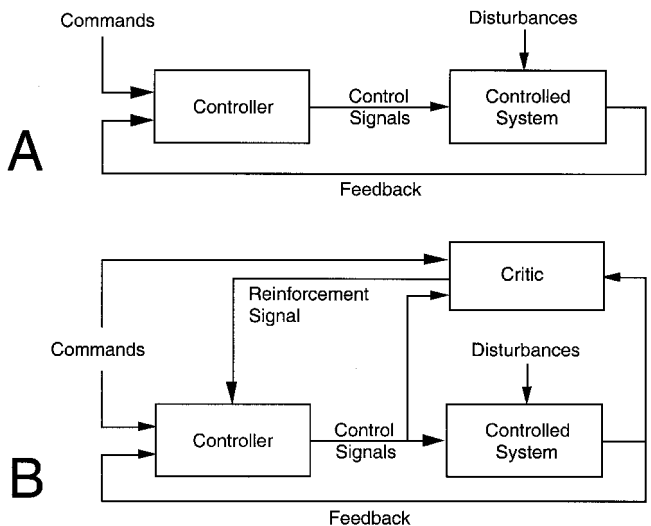 Commands
Disturbances
Controller
Control
Signals
Controlled
System
A
Feedback
Critic
Reinforcement
Signal
Commands
Disturbances
Controller
Control
Signals
Controlled
System
B
Feedback